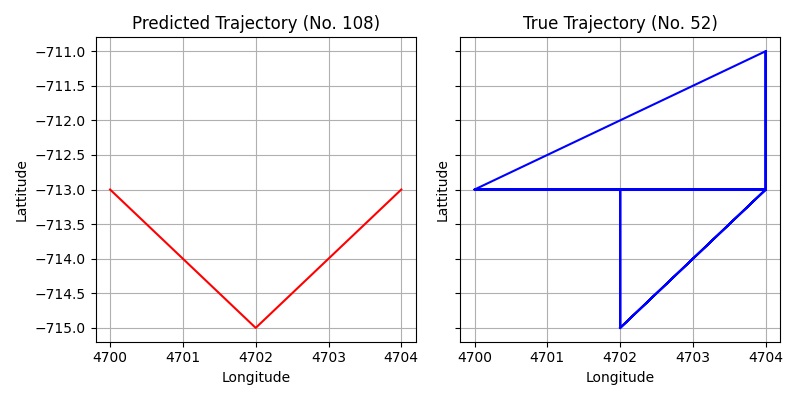 Predicted Trajectory (No. 108)
True Trajectory (No. 52)
−711.0
−711.5
−712.0
−712.5
−713.0
−713.5
−714.0
−714.5
−715.0
Lattitude
Lattitude
4700 4701 4702 4703 4704
4700 4701 4702 4703 4704
Longitude
Longitude